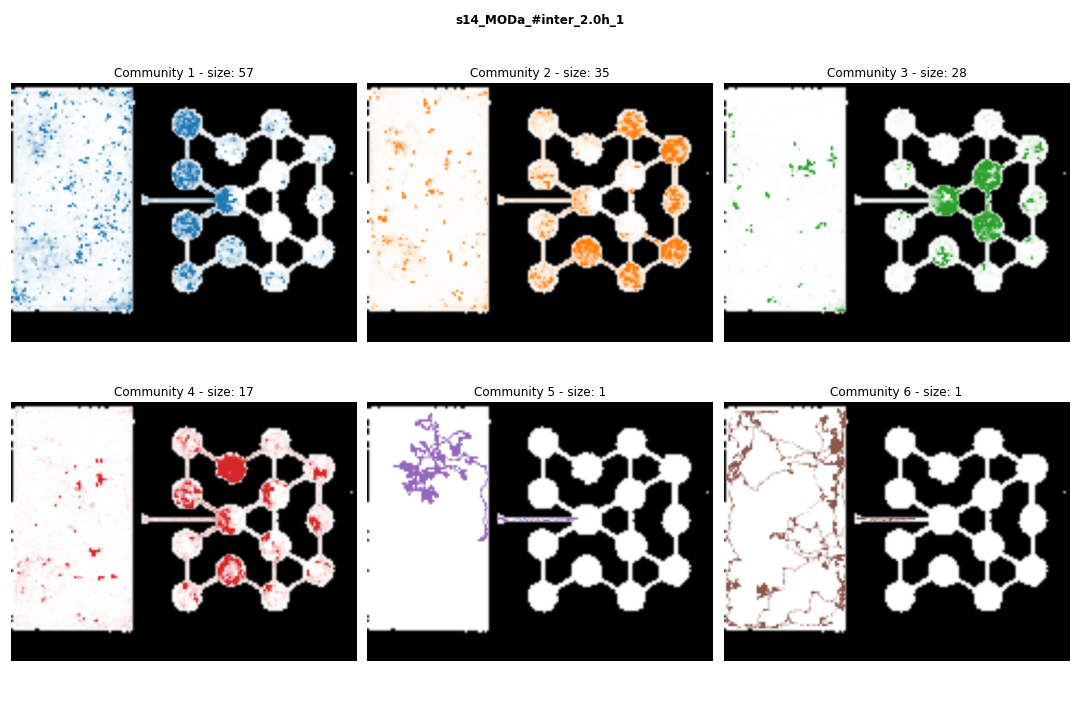 s14_MODa_#inter_2.0h_1
Community 1 - size: 57
Community 2 - size: 35
Community 3 - size: 28
Community 4 - size: 17
Community 5 - size: 1
Community 6 - size: 1